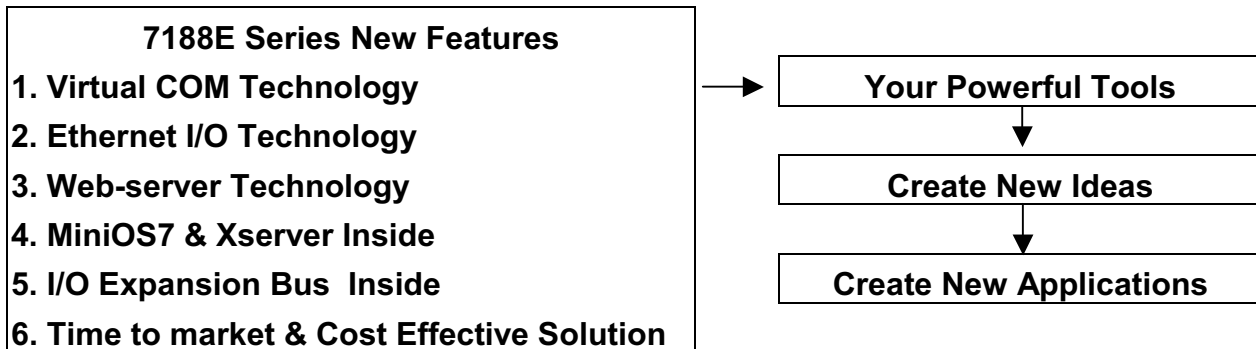 7188E Series New Features
1. Virtual COM Technology
2. Ethernet I/O Technology
3. Web-server Technology
4. MiniOS7 & Xserver Inside
5. I/O Expansion Bus  Inside
6. Time to market & Cost Effective Solution
Your Powerful Tools
Create New Ideas
Create New Applications